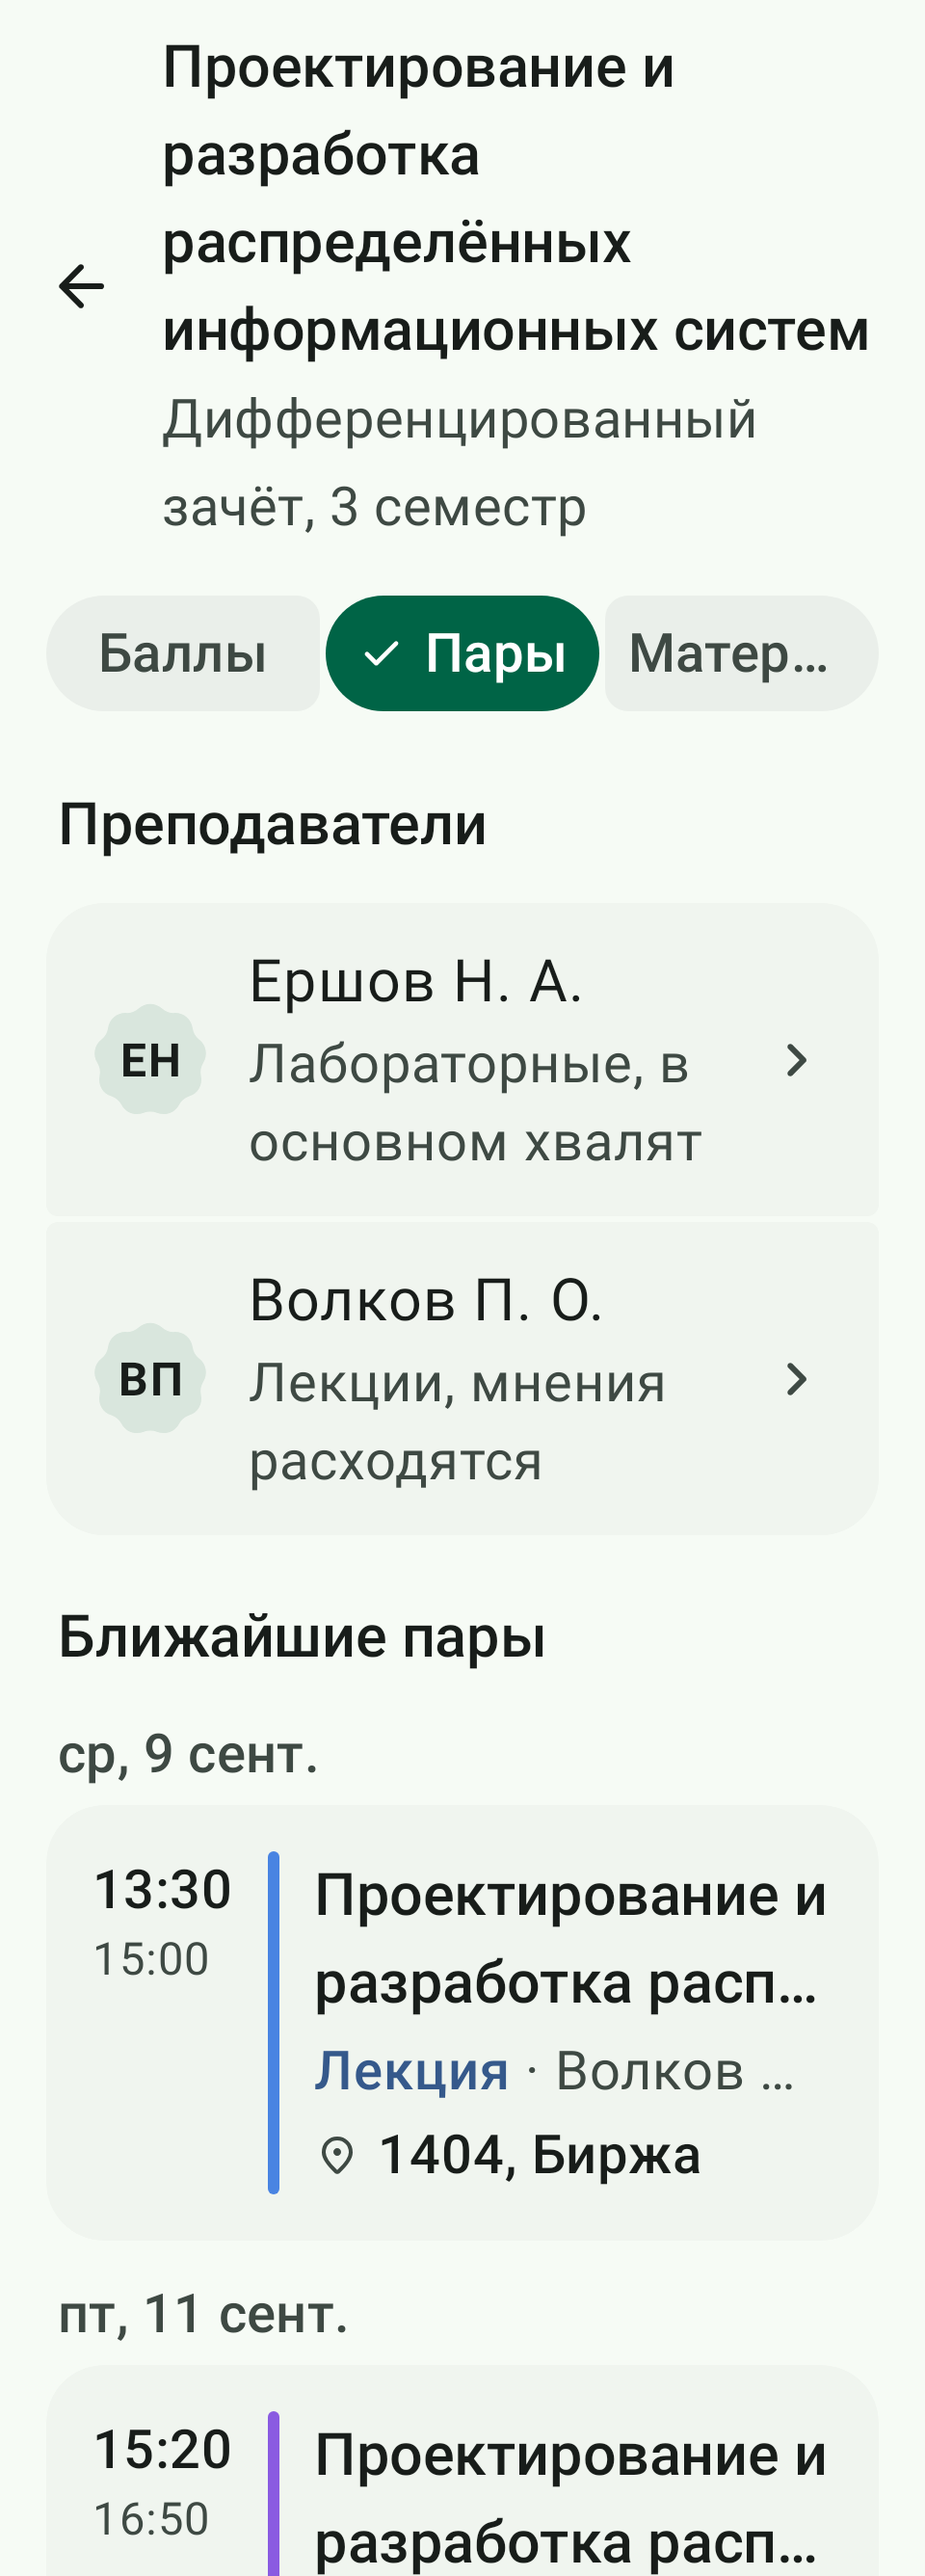 Проектирование и
разработка
распределённых
информационных систем
Дифференцированный
зачёт, 3 семестр
Баллы
Пары
Матер…
Преподаватели
ЕН
Ершов Н. А.
Лабораторные, в
основном хвалят
ВП
Волков П. О.
Лекции, мнения
расходятся
Ближайшие пары
ср, 9 сент.
13:30
15:00
Проектирование и
разработка расп…
Лекция · Волков …
1404, Биржа
пт, 11 сент.
15:20
16:50
Проектирование и
разработка расп…